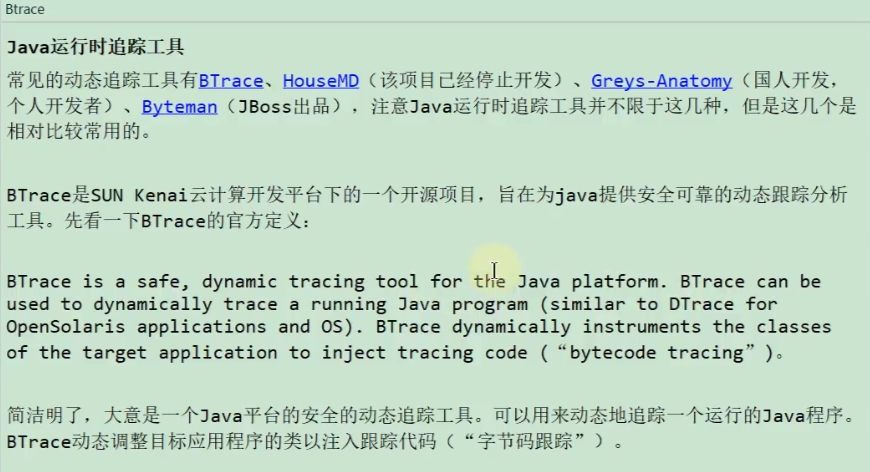 Btrace
Java运行时追踪工具
常见的动态追踪工具有BTrace、HouseMD（该项目已经停止开发）、Greys-Anatomy（国人开发，
个人开发者）、Byteman（JBoss出品），注意Java运行时追踪工具并不限于这几种，但是这几个是
相对比较常用的。
BTrace是SUN Kenai云计算开发平台下的一个开源项目，旨在为java提供安全可靠的动态跟踪分析
工具。先看一下BTrace的官方定义：
BTrace is a safe, dynamic tracing tool for the Java platform. BTrace can be
used to dynamically trace a running Java program (similar to DTrace for
OpenSolaris applications and OS). BTrace dynamically instruments the classes
of the target application to inject tracing code (“bytecode tracing”)。
简洁明了，大意是一个Java平台的安全的动态追踪工具。可以用来动态地追踪一个运行的Java程序。
BTrace动态调整目标应用程序的类以注入跟踪代码（“字节码跟踪”）。